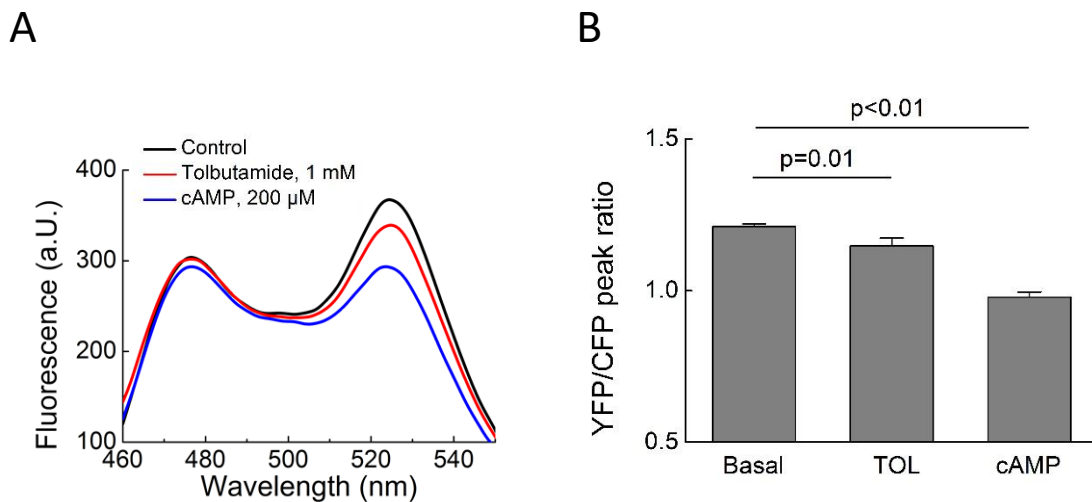 A
Control
Tolbutamide, 1 mM
cAMP, 200 µM
400
300
200
100
460
480
500
520
540
Fluorescence (a.U.)
Wavelength (nm)
B
p<0.01
p=0.01
1.5
1.0
0.5
YFP/CFP peak ratio
Basal
TOL
cAMP